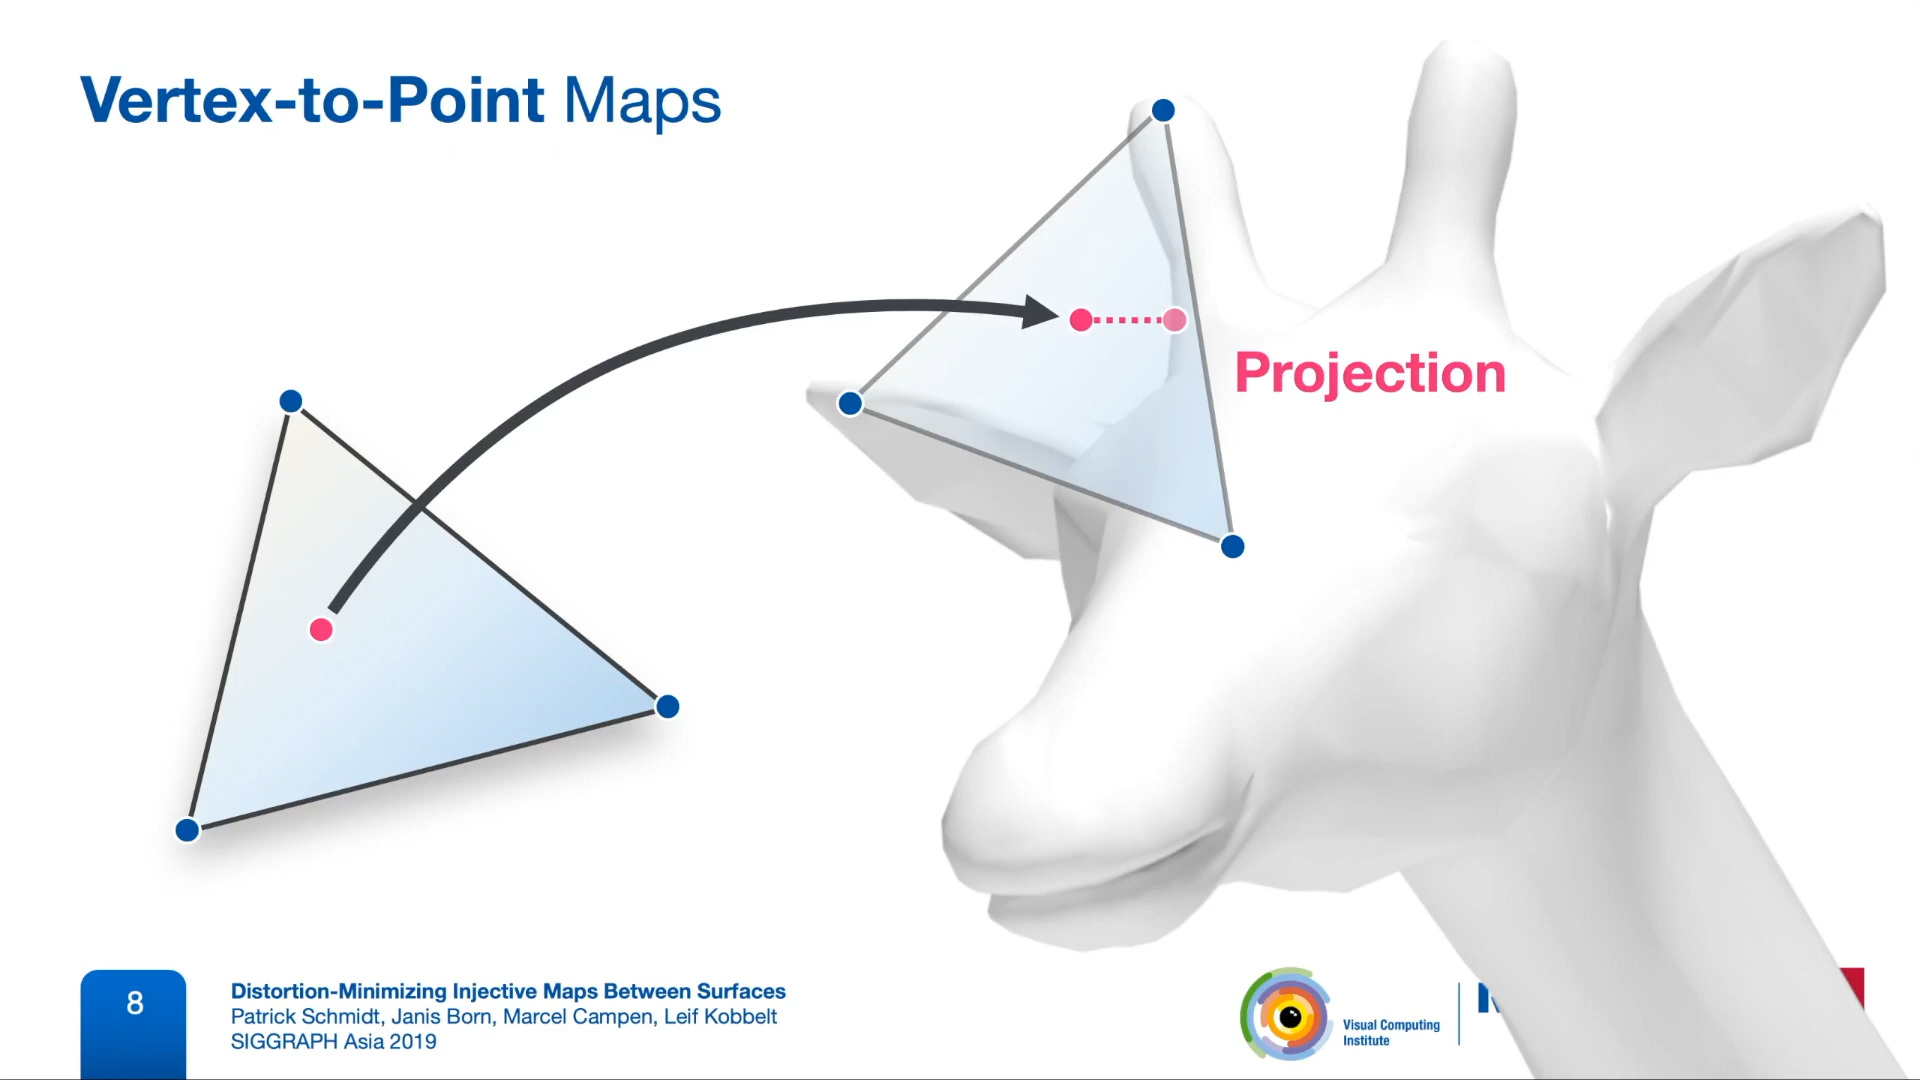 Vertex-to-Point Maps
Projection
8
Distortion-Minimizing Injective Maps Between Surfaces
Patrick Schmidt, Janis Born, Marcel Campen, Leif Kobbelt
SIGGRAPH Asia 2019
Visual Computing
Institute